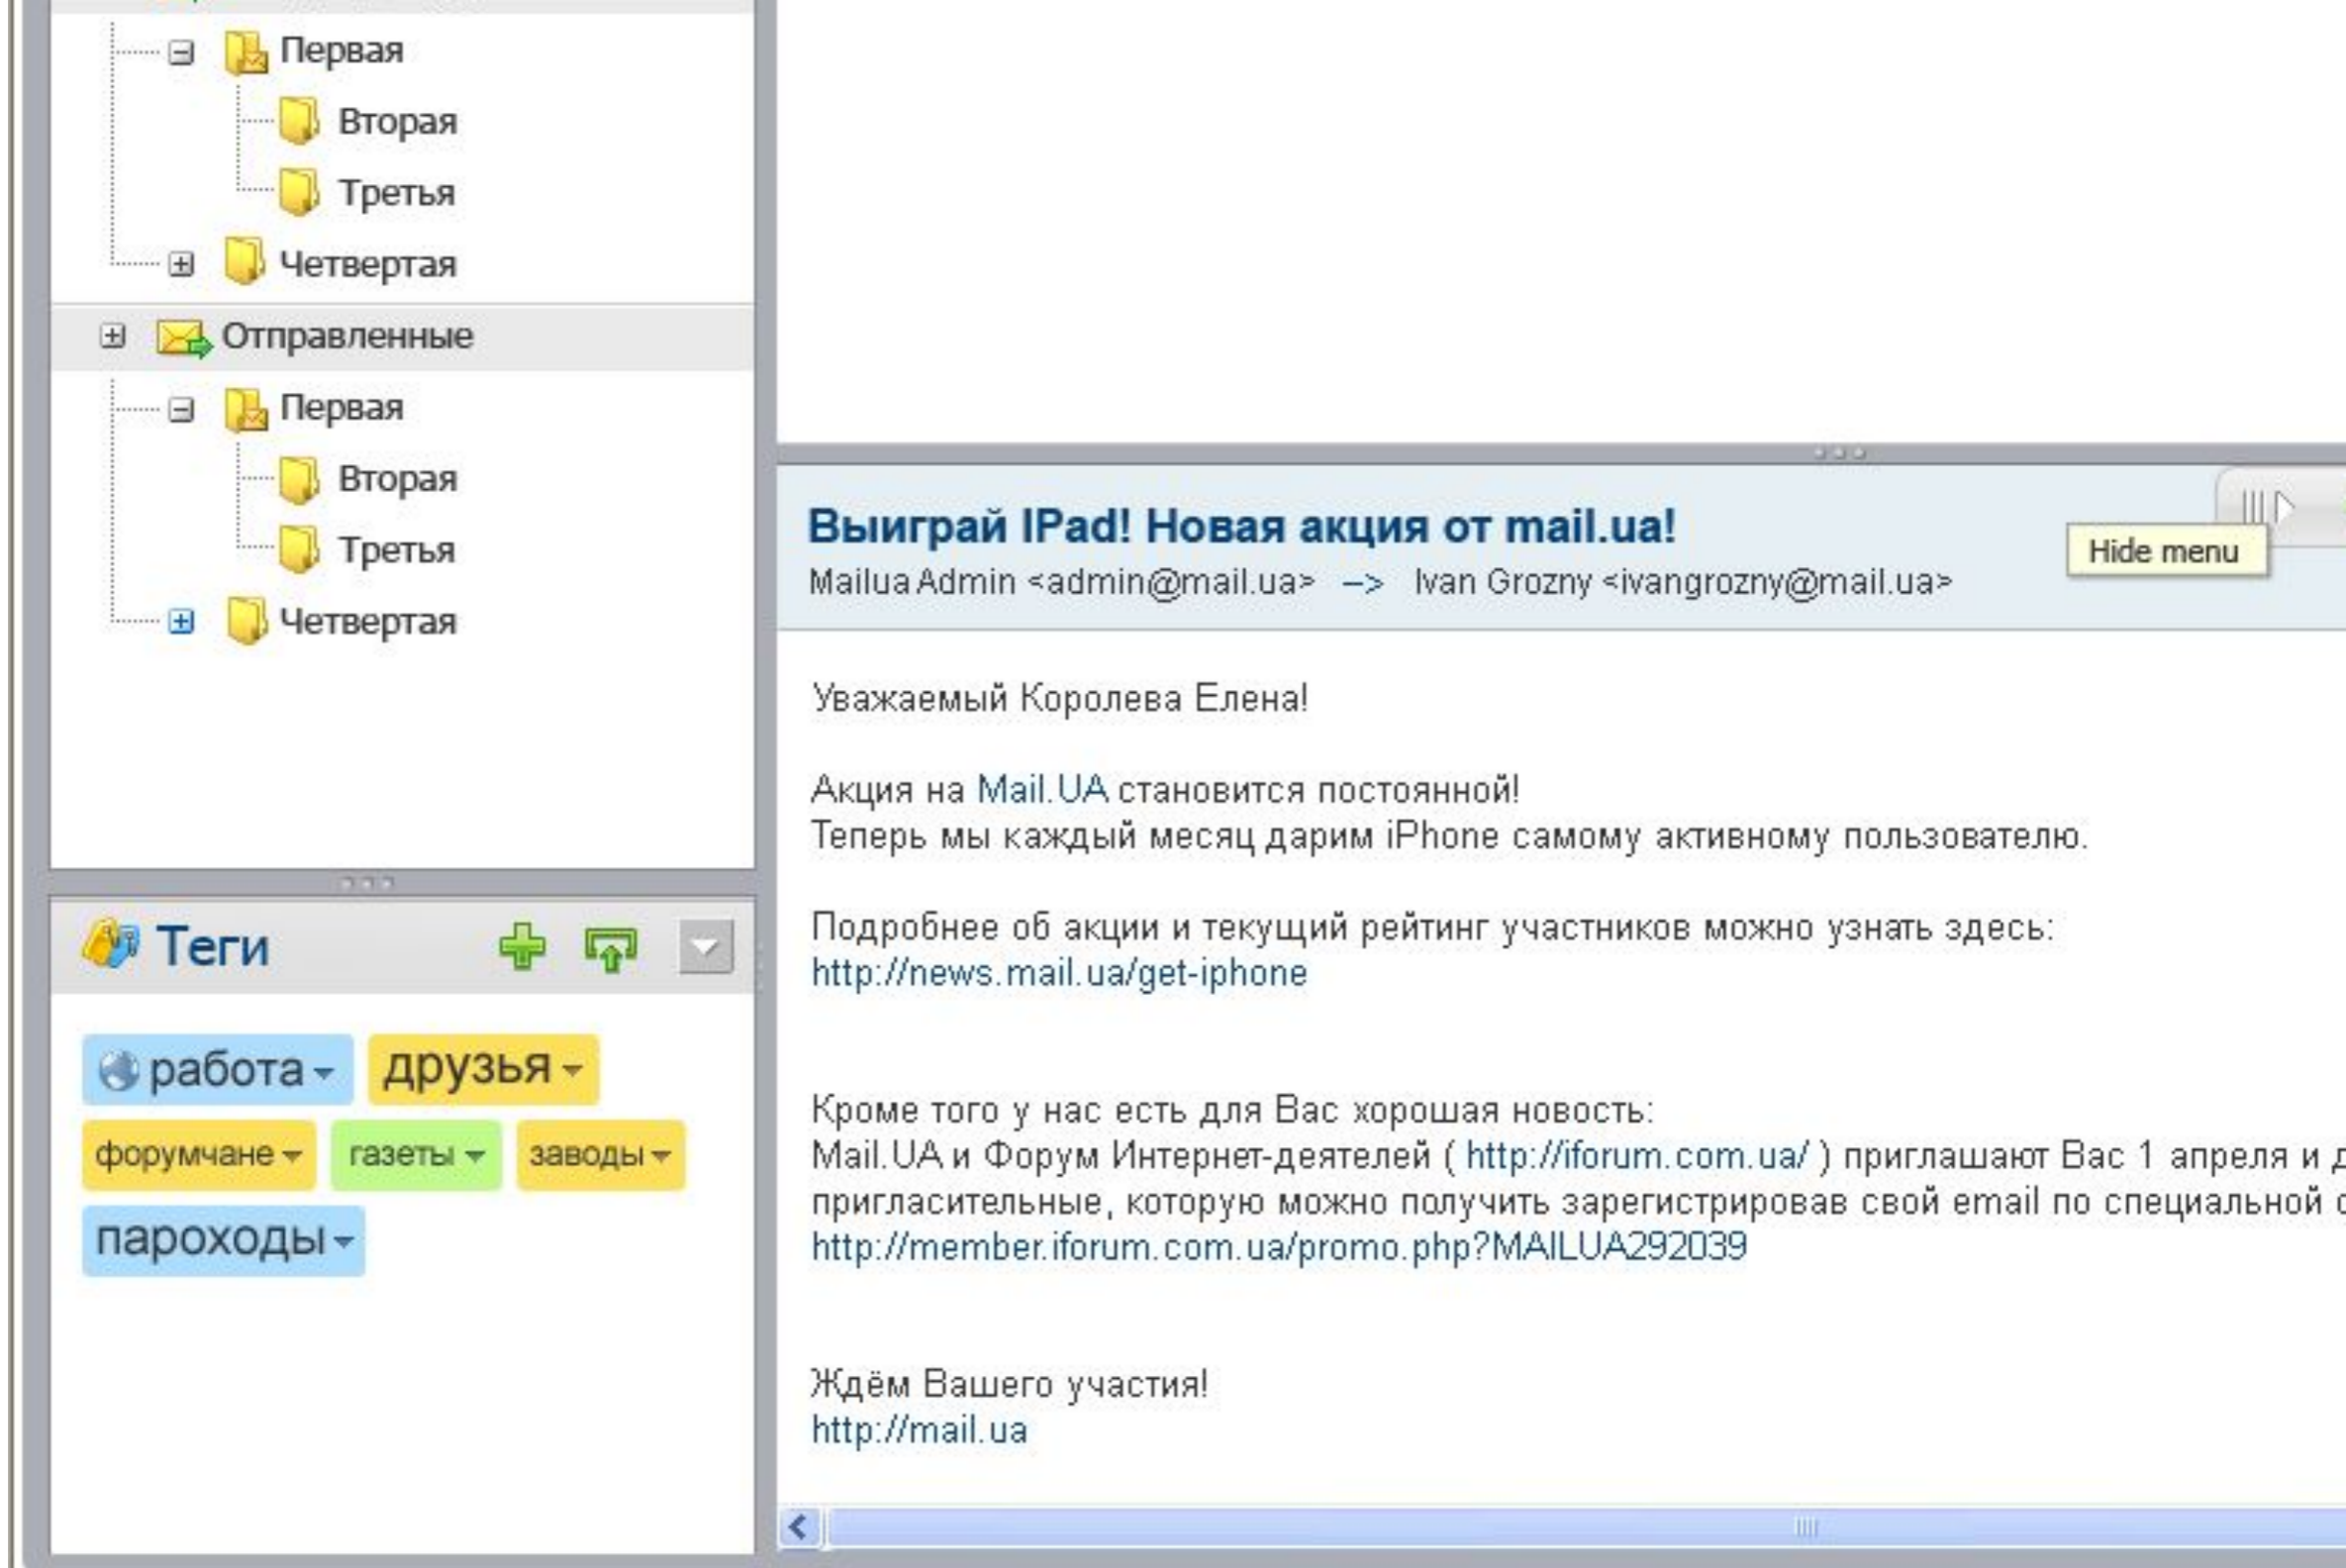 Первая
Вторая
Третья
Четвертая
Отправленные
Первая
Вторая
Третья
Четвертая
Теги
работа
друзья
форумчане
газеты
заводы
пароходы
Выиграй IPad! Новая акция от mail.ua!
Hide menu
Mailua Admin <admin@mail.ua> --> Ivan Grozny <ivangrozny@mail.ua>
Уважаемый Королева Елена!
Акция на Mail.UA становится постоянной!
Теперь мы каждый месяц дарим iPhone самому активному пользователю.
Подробнее об акции и текущий рейтинг участников можно узнать здесь:
http://news.mail.ua/get-iphone
Кроме того у нас есть для Вас хорошая новость:
Mail.UA и Форум Интернет-деятелей ( http://iforum.com.ua/ ) приглашают Вас 1 апреля и
пригласительные, которую можно получить зарегистрировав свой email по специальной
http://member.iforum.com.ua/promo.php?MAILUA292039
Ждём Вашего участия!
http://mail.ua